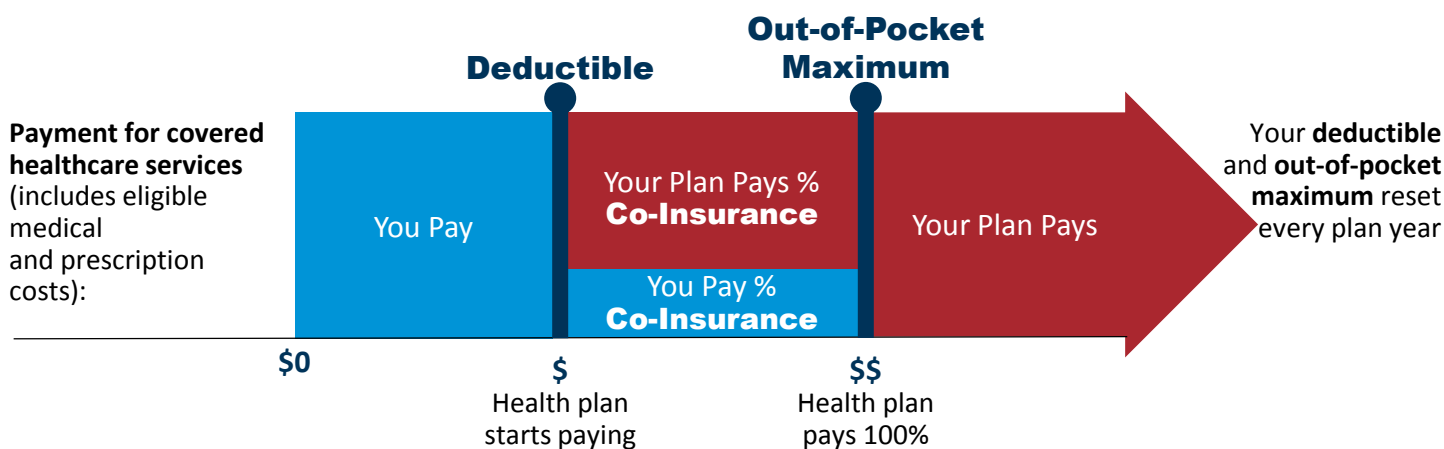 Deductible
Out-of-Pocket
Maximum
Payment for covered
healthcare services
(includes eligible
medical
and prescription
costs):
You Pay
Your Plan Pays %
Co-Insurance
You Pay %
Co-Insurance
Your Plan Pays
Your deductible
and out-of-pocket
maximum reset
every plan year
$0
$
Health plan
starts paying
$$
Health plan
pays 100%